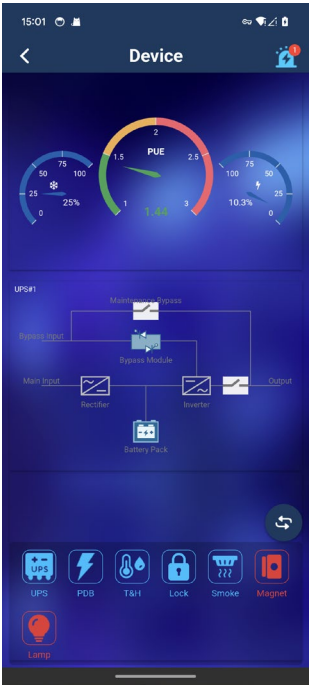 15:01
Device
1
75
50
100
25
0
25%
2
PUE
1.5
2.5
1
3
1.44
75
50
100
25
0
10.3%
UPS#1
Maintenance Bypass
Bypass Input
Bypass Module
Main Input
Output
Rectifier
Inverter
Battery Pack
UPS
UPS PDB T&H Lock Smoke Magnet
Lamp